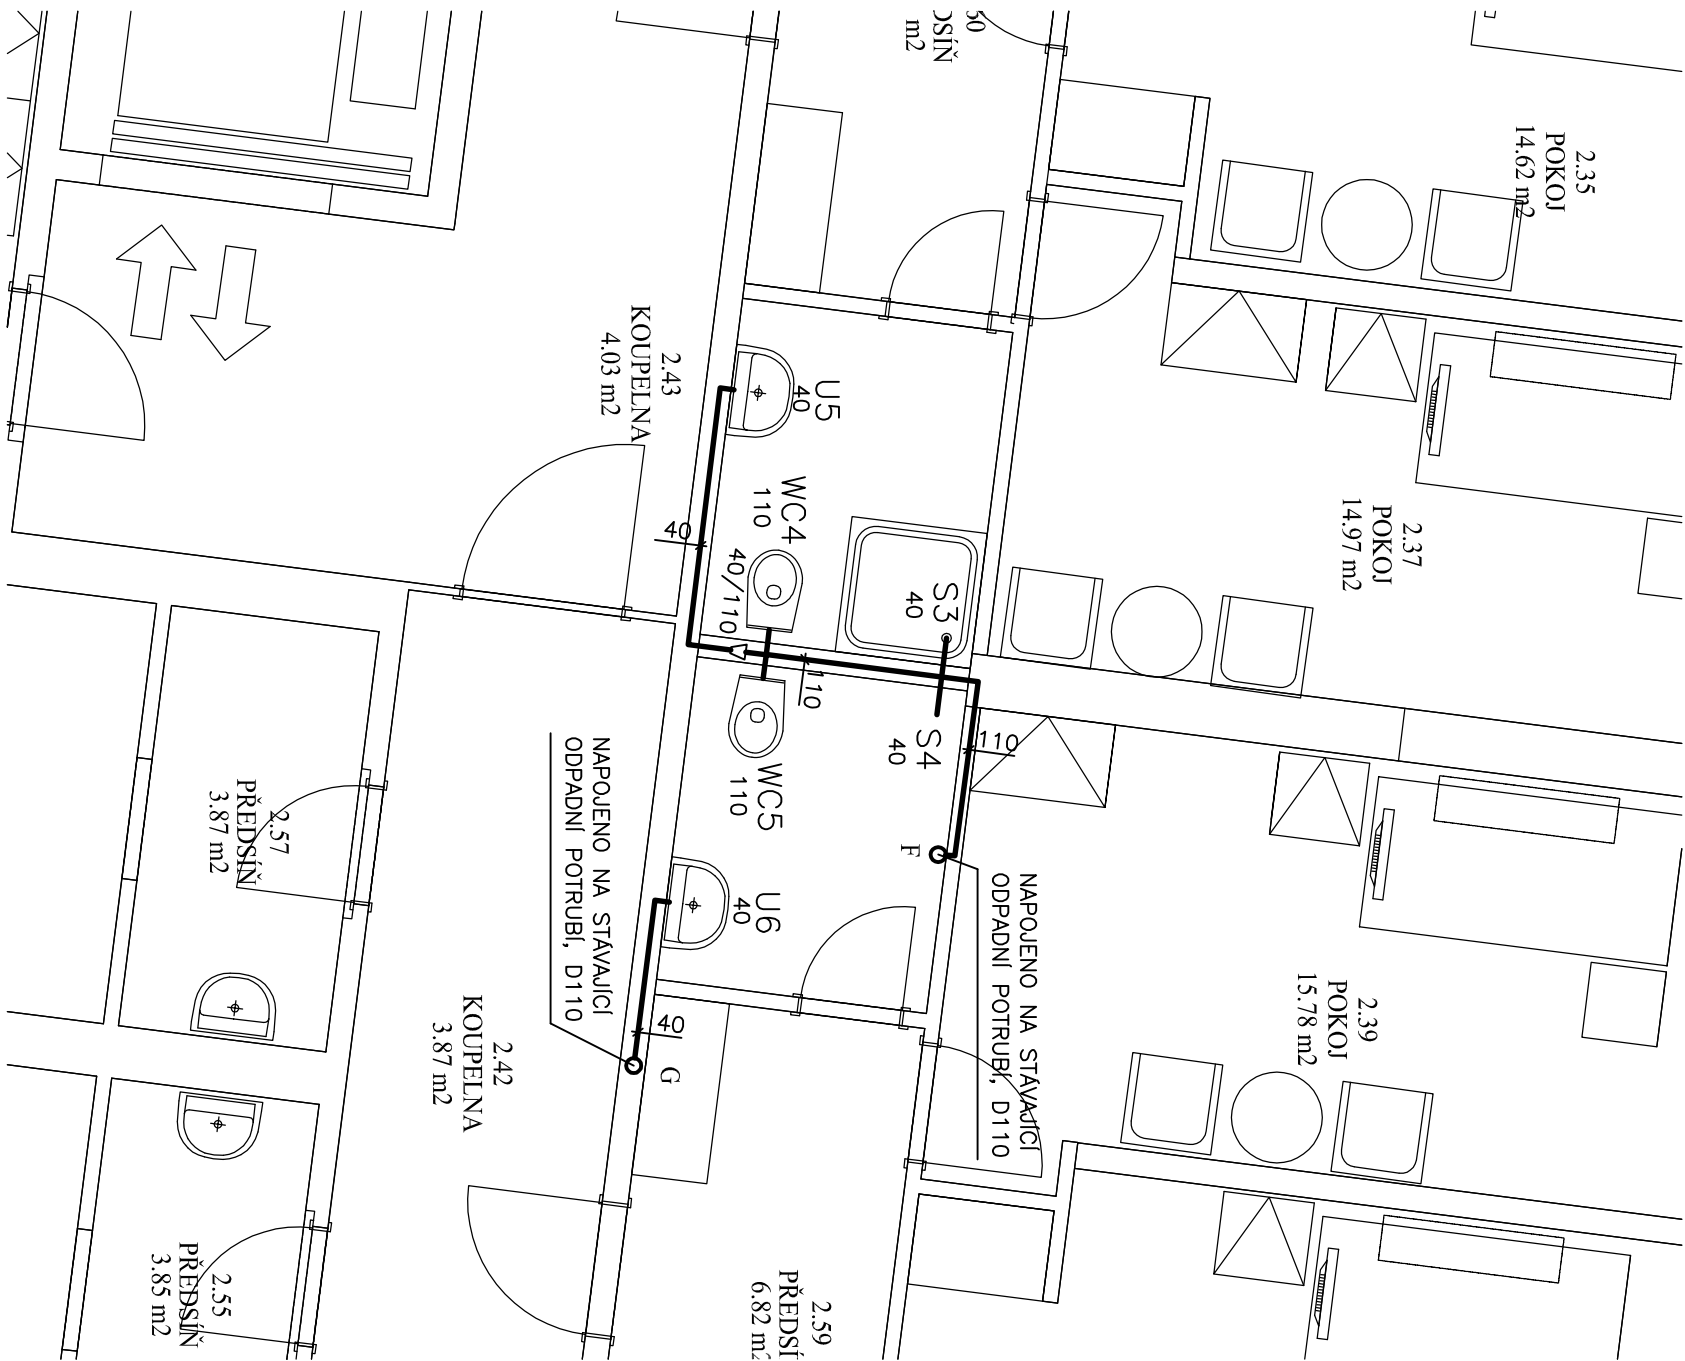 50
m2
2.35
POKOJ
14.62 m2
2.43
KOUPELNA
4.03 m2
U5
40
WC4
110
40
40/110
S3
40
2.37
POKOJ
14.97 m2
110
110
S4
40
WC5
110
F
U6
40
NAPOJENO NA STÁVAJÍCÍ
ODPADNÍ POTRUBÍ, D110
NAPOJENO NA STÁVAJÍCÍ
ODPADNÍ POTRUBÍ, D110
2.57
PŘEDSÍŇ
3.87 m2
2.42
KOUPELNA
3.87 m2
40
G
2.39
POKOJ
15.78 m2
2.55
PŘEDSÍŇ
3.85 m2
2.59
PŘEDSÍ
6.82 m2